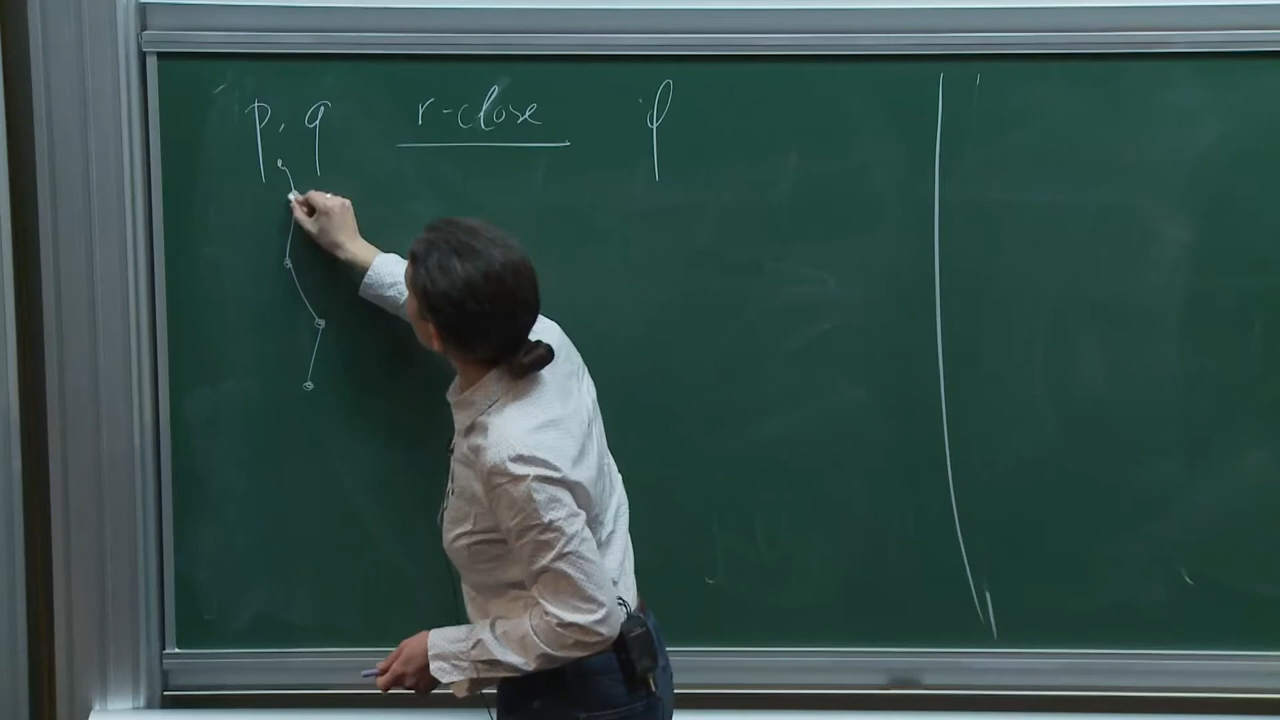 p, q r-close φ